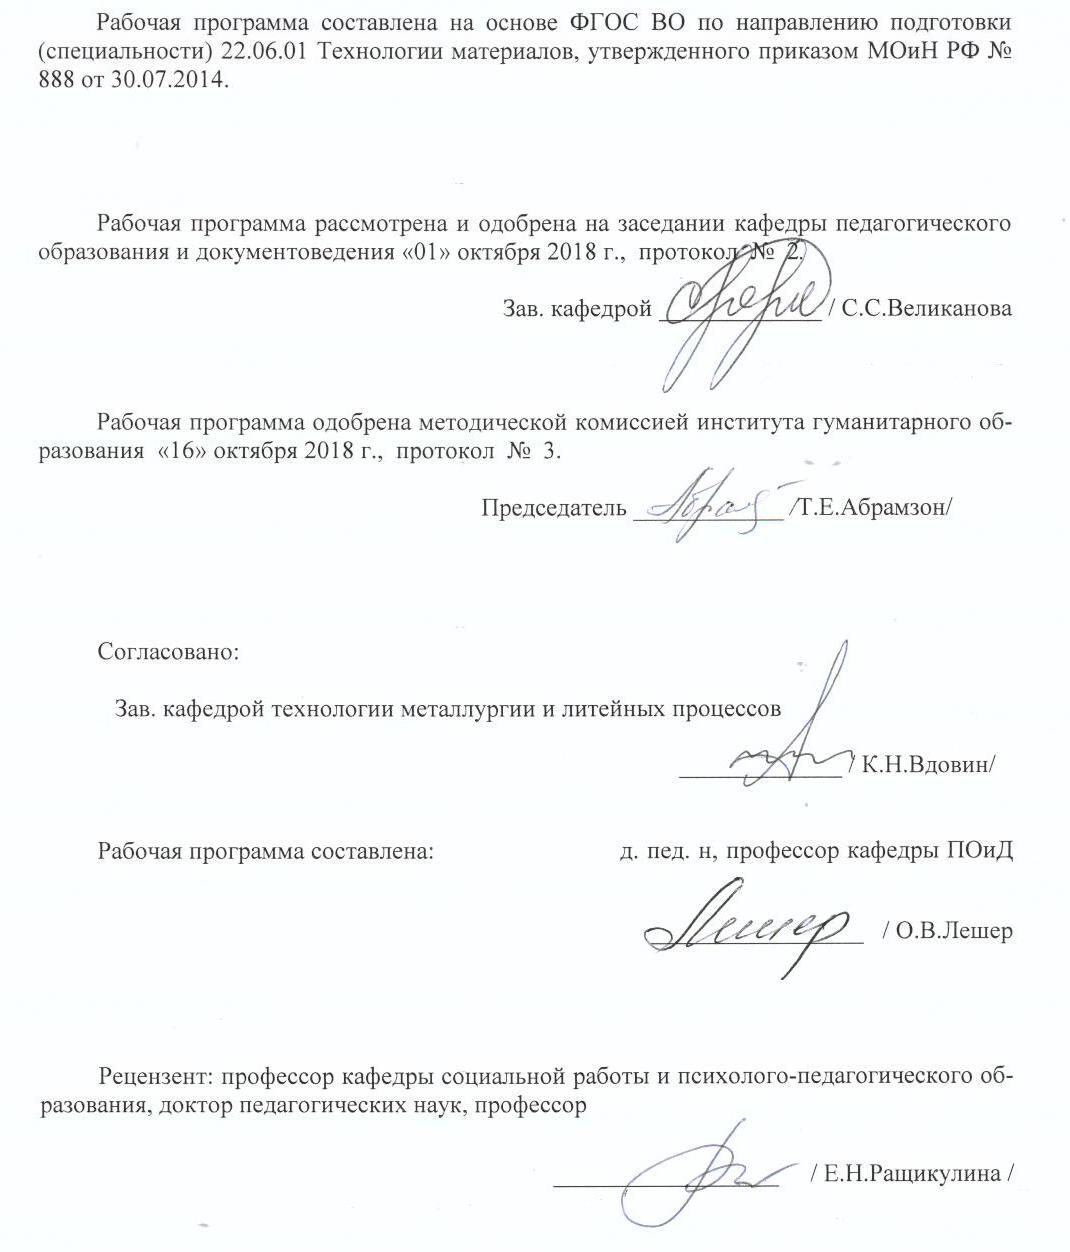 Рабочая программа составлена на основе ФГОС ВО по направлению подготовки
(специальности) 22.06.01 Технологии материалов, утвержденного приказом МОиН РФ №
888 от 30.07.2014.
Рабочая программа рассмотрена и одобрена на заседании кафедры педагогического
образования и документоведения «01» октября 2018 г., протокол № 2.
Зав. кафедрой / С.С.Великанова
Рабочая программа одобрена методической комиссией института гуманитарного об-
разования «16» октября 2018 г., протокол № 3.
Председатель /Т.Е.Абрамзон/
Согласовано:
Зав. кафедрой технологии металлургии и литейных процессов
/ К.Н.Вдовин/
Рабочая программа составлена: д. пед. н, профессор кафедры ПОиД
Лешер / О.В.Лешер
Рецензент: профессор кафедры социальной работы и психолого-педагогического об-
разования, доктор педагогических наук, профессор
/ Е.Н.Ращикулина /